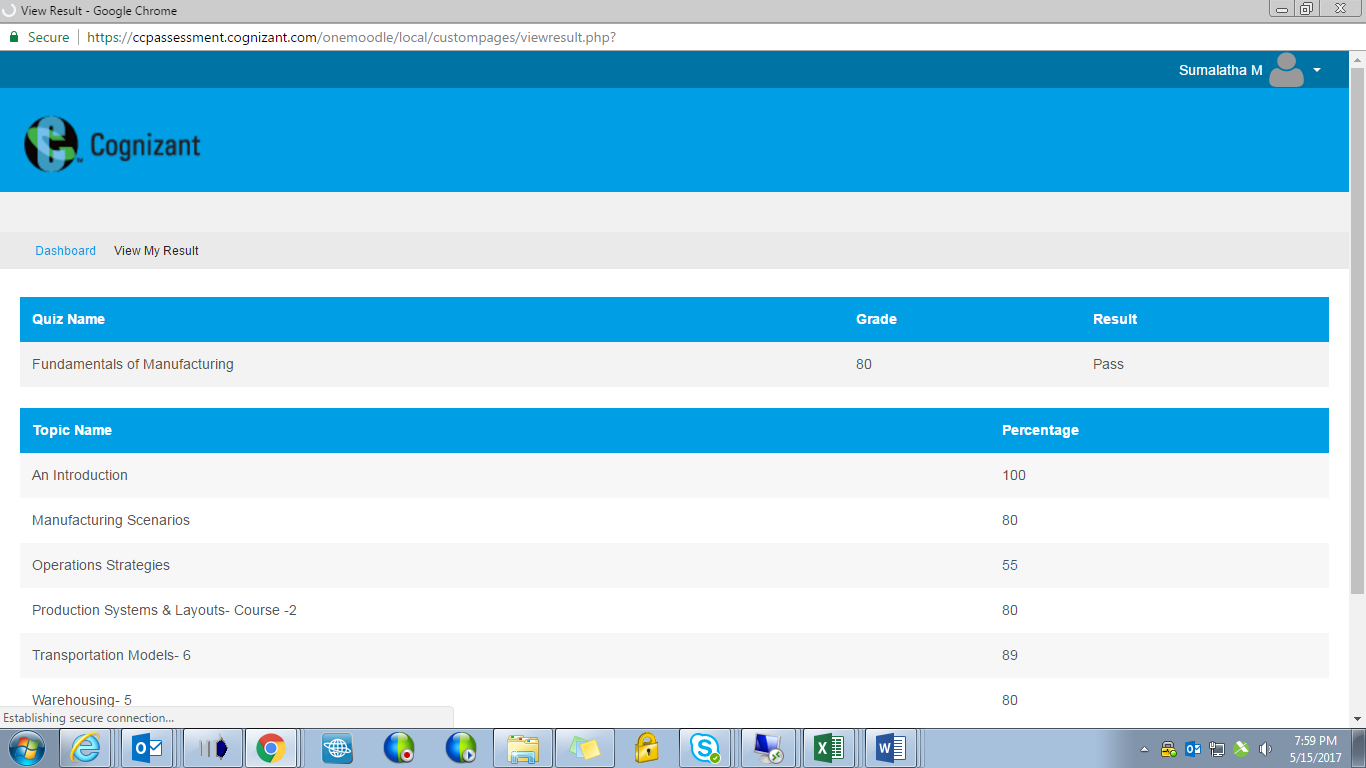 View Result - Google Chrome
Secure https://ccpassessment.cognizant.com/onemoodle/local/custompages/viewresult.php?
Sumalatha M
Cognizant
Dashboard View My Result
Quiz Name Grade Result
Fundamentals of Manufacturing 80 Pass
Topic Name Percentage
An Introduction 100
Manufacturing Scenarios 80
Operations Strategies 55
Production Systems & Layouts- Course -2 80
Transportation Models- 6 89
Warehousing- 5 80
Establishing secure connection...
7:59 PM
5/15/2017